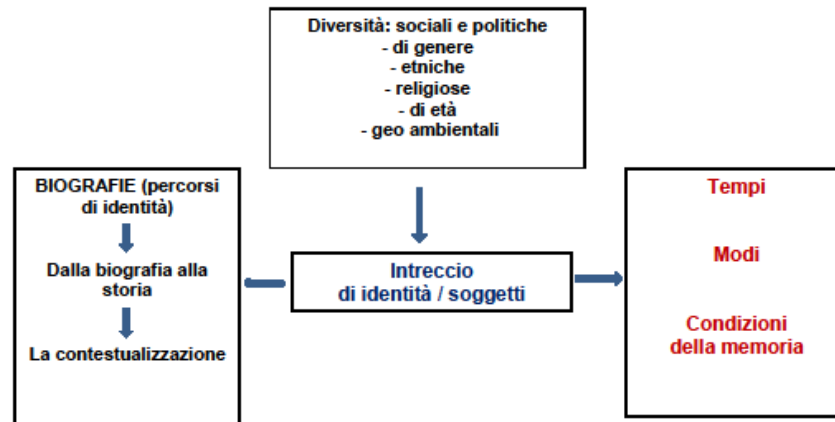 Diversità: sociali e politiche
- di genere
- etniche
- religiose
- di età
- geo ambientali
BIOGRAFIE (percorsi
di identità)
Dalla biografia alla
storia
La contestualizzazione
Intreccio
di identità / soggetti
Tempi
Modi
Condizioni
della memoria